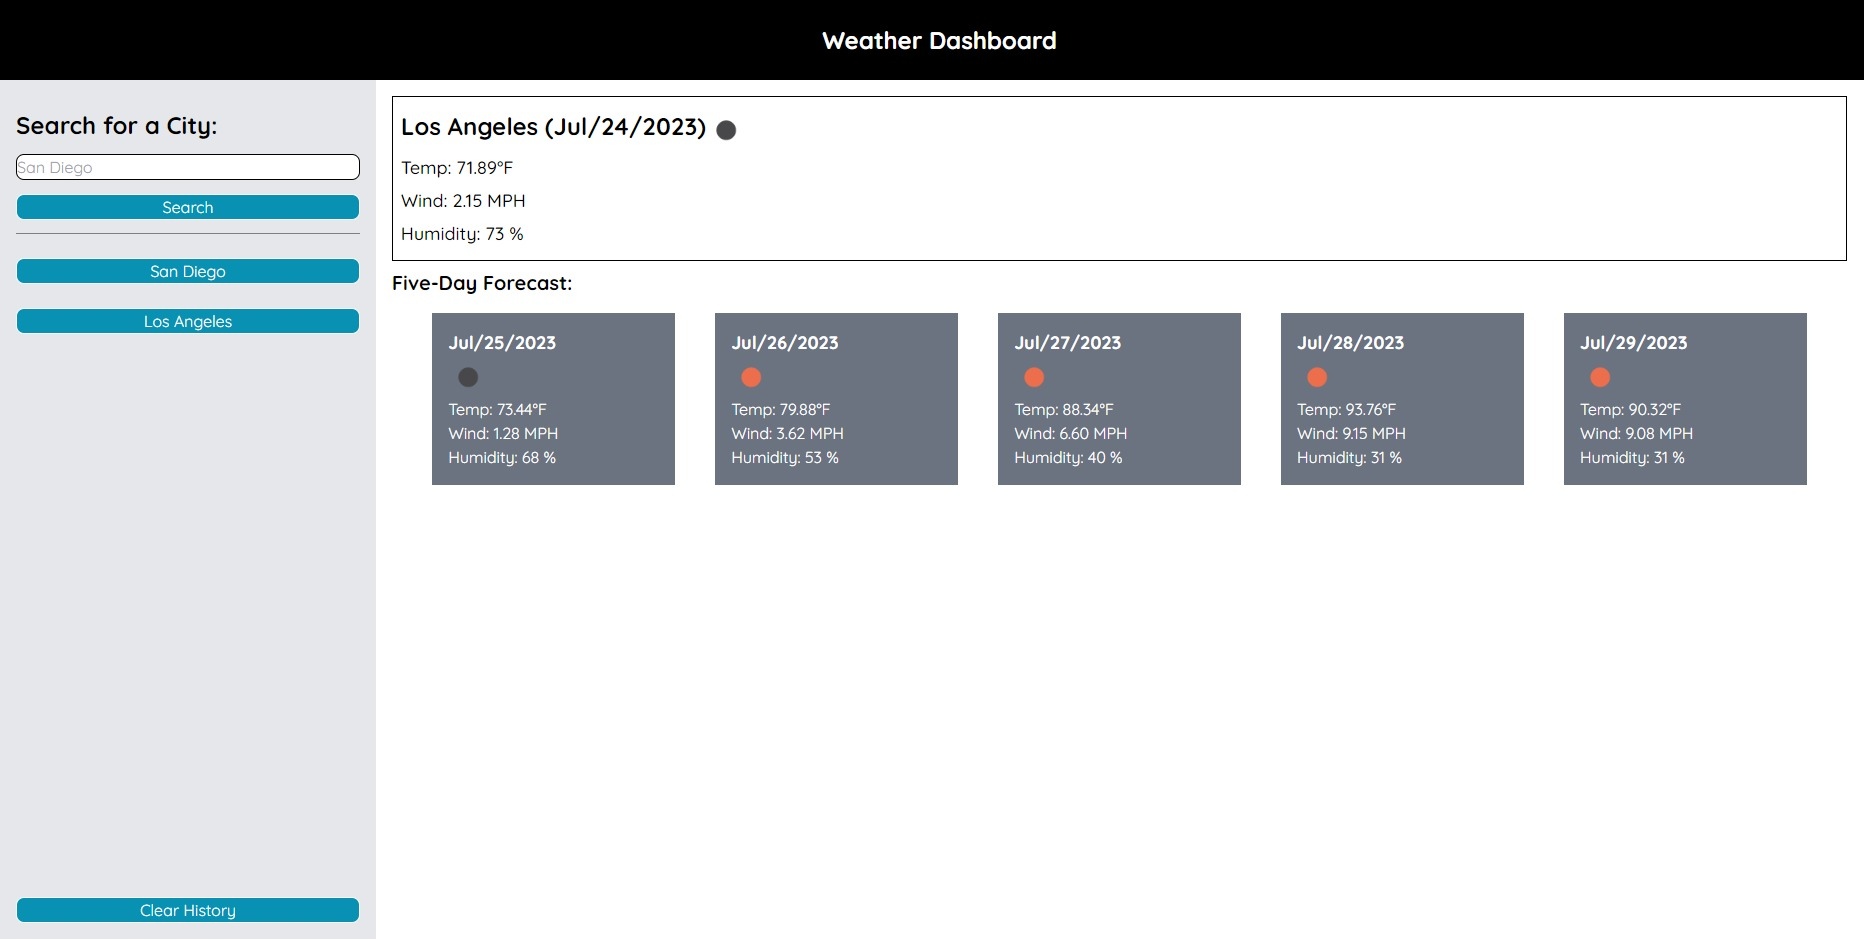 Weather Dashboard
Search for a City:
San Diego
Search
San Diego
Los Angeles
Clear History
Los Angeles (Jul/24/2023)
Temp: 71.89°F
Wind: 2.15 MPH
Humidity: 73 %
Five-Day Forecast:
Jul/25/2023
Temp: 73.44°F
Wind: 1.28 MPH
Humidity: 68 %
Jul/26/2023
Temp: 79.88°F
Wind: 3.62 MPH
Humidity: 53 %
Jul/27/2023
Temp: 88.34°F
Wind: 6.60 MPH
Humidity: 40 %
Jul/28/2023
Temp: 93.76°F
Wind: 9.15 MPH
Humidity: 31 %
Jul/29/2023
Temp: 90.32°F
Wind: 9.08 MPH
Humidity: 31 %